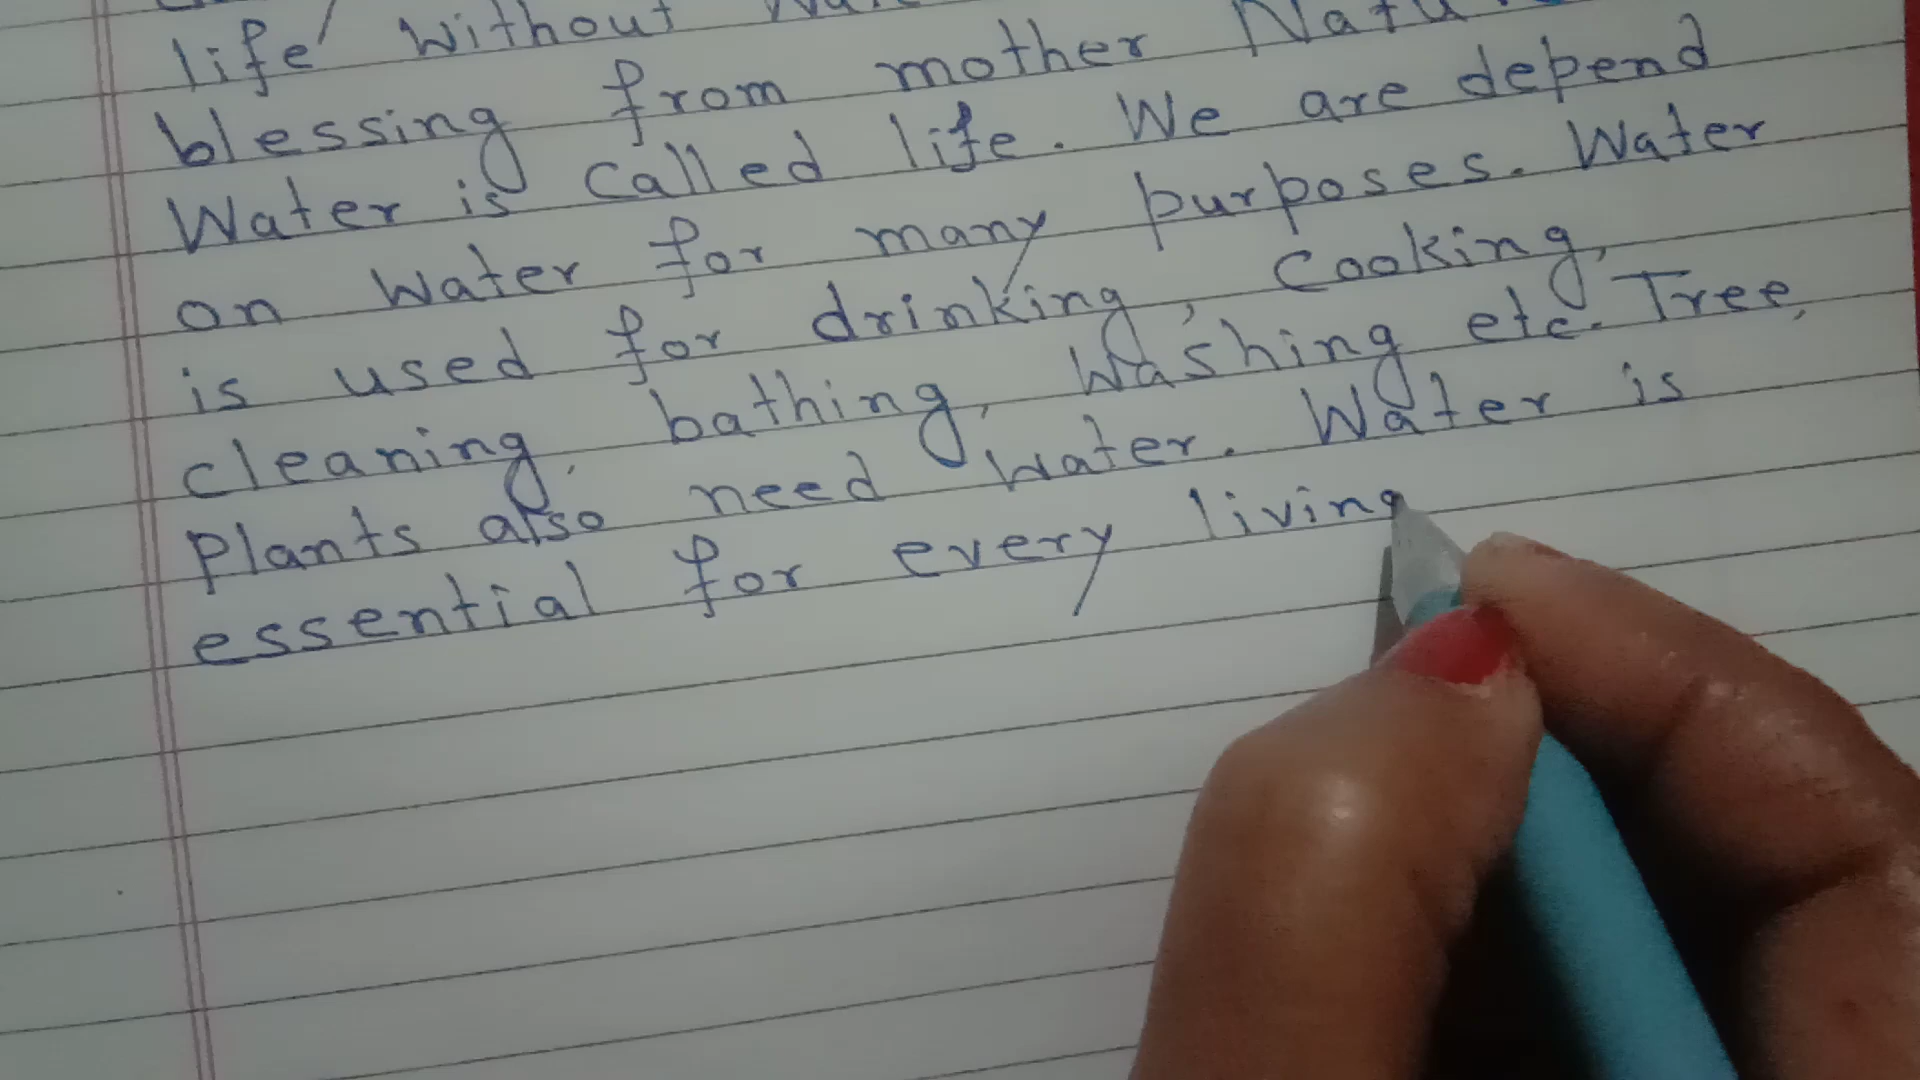 life without
blessing from mother Natu
Water is called life. We are depend
on water for many purposes. Water
is used for drinking, cooking,
cleaning, bathing, washing etc. Tree,
Plants also need water. Water is
essential for every living